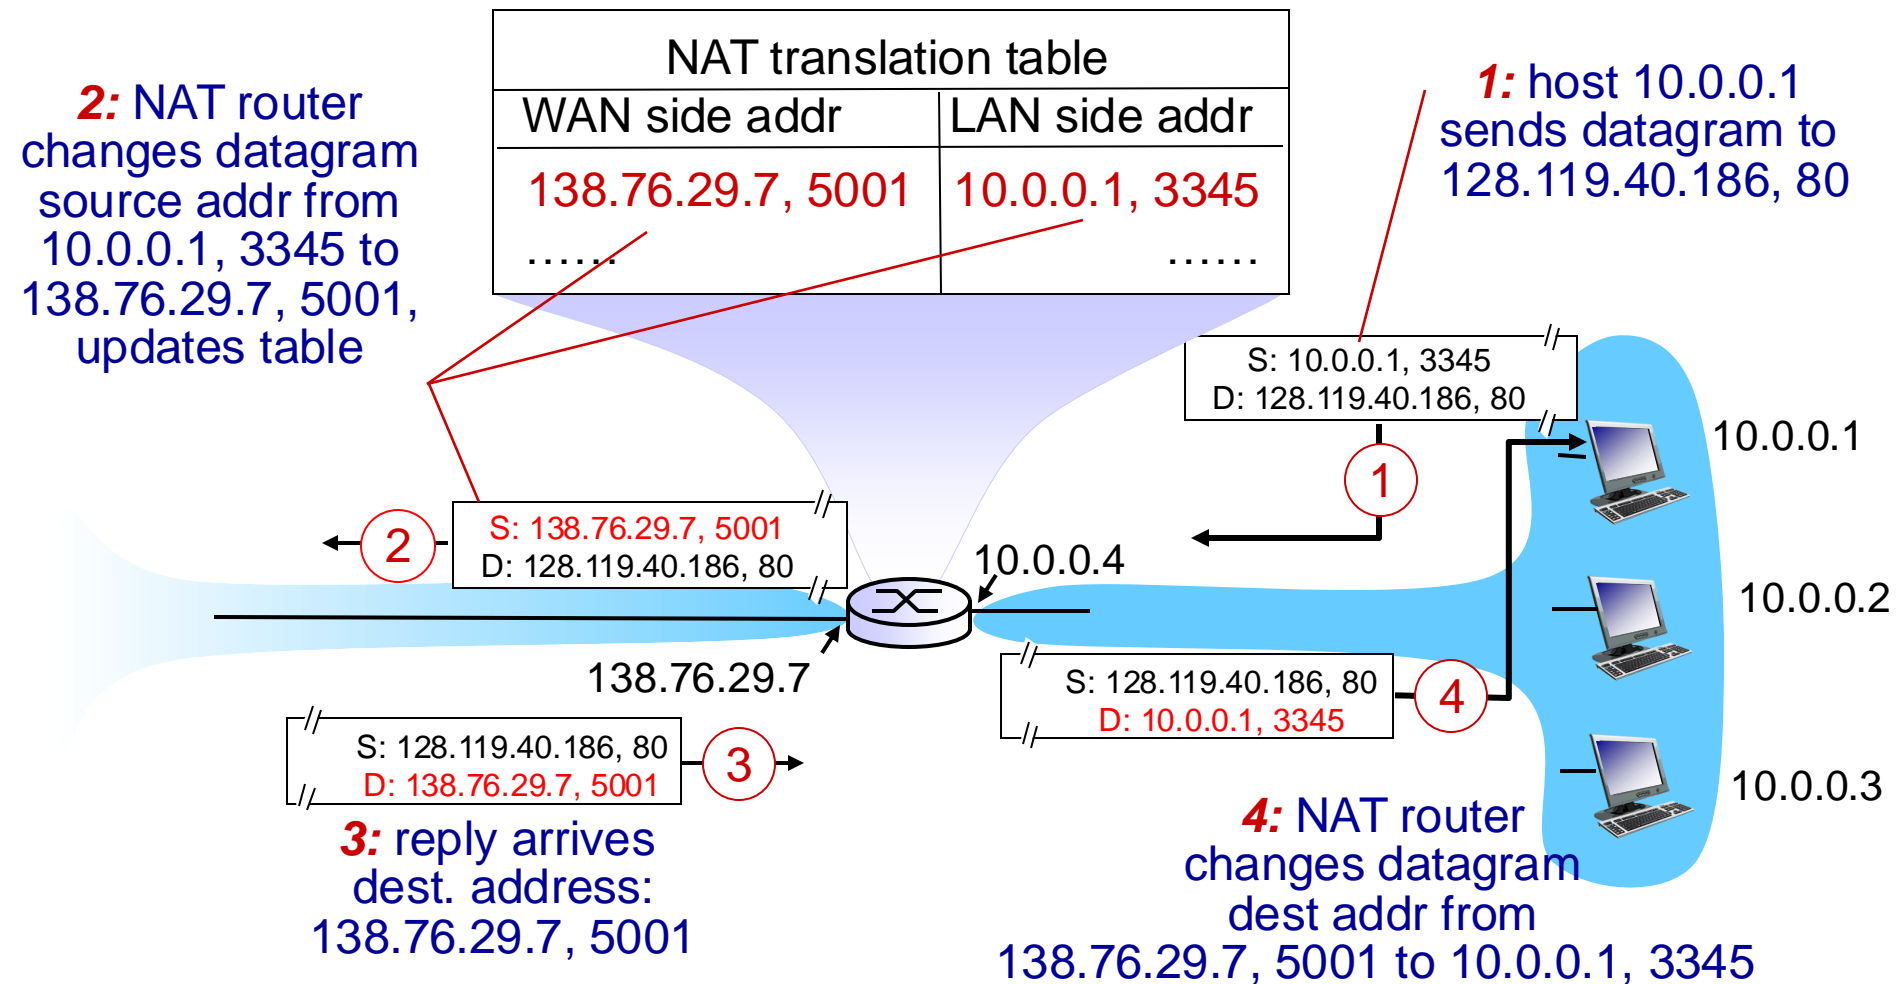 NAT translation table
WAN side addr LAN side addr
138.76.29.7, 5001 10.0.0.1, 3345
…… ……
2: NAT router
changes datagram
source addr from
10.0.0.1, 3345 to
138.76.29.7, 5001,
updates table
1: host 10.0.0.1
sends datagram to
128.119.40.186, 80
S: 10.0.0.1, 3345
D: 128.119.40.186, 80
1
10.0.0.1
S: 138.76.29.7, 5001
D: 128.119.40.186, 80
2
10.0.0.4
10.0.0.2
138.76.29.7
S: 128.119.40.186, 80
D: 10.0.0.1, 3345
4
S: 128.119.40.186, 80
D: 138.76.29.7, 5001
3
10.0.0.3
3: reply arrives
dest. address:
138.76.29.7, 5001
4: NAT router
changes datagram
dest addr from
138.76.29.7, 5001 to 10.0.0.1, 3345